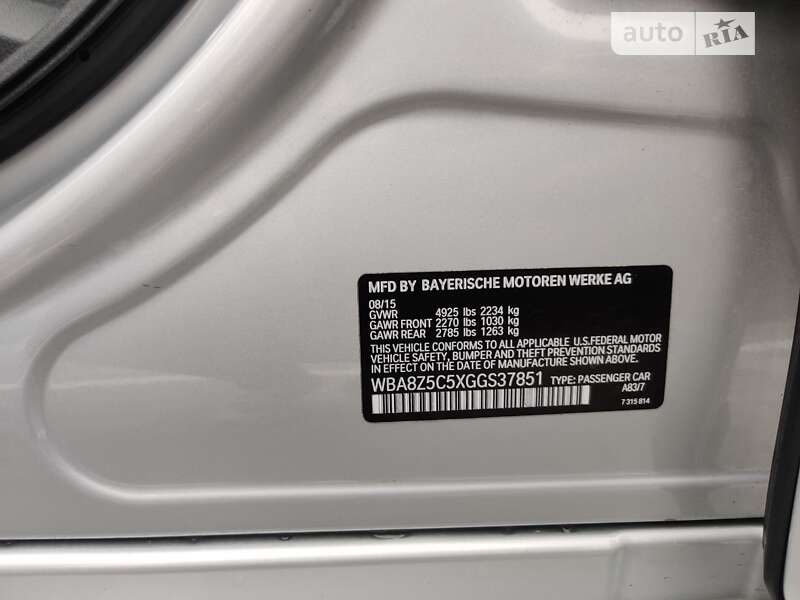 auto RIA
MFD BY BAYERISCHE MOTOREN WERKE AG
08/15
GVWR 4925 lbs 2234 kg
GAWR FRONT 2270 lbs 1030 kg
GAWR REAR 2785 lbs 1263 kg
THIS VEHICLE CONFORMS TO ALL APPLICABLE U.S.FEDERAL MOTOR
VEHICLE SAFETY, BUMPER AND THEFT PREVENTION STANDARDS
IN EFFECT ON THE DATE OF MANUFACTURE SHOWN ABOVE.
WBA8Z5C5XGGS37851 TYPE: PASSENGER CAR
A83/7
7 315 814